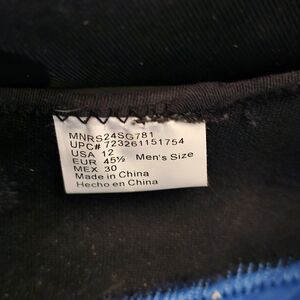 MNRS24SG781
UPC# 723261151754
USA 12
EUR 45½ Men's Size
MEX 30
Made in China
Hecho en China